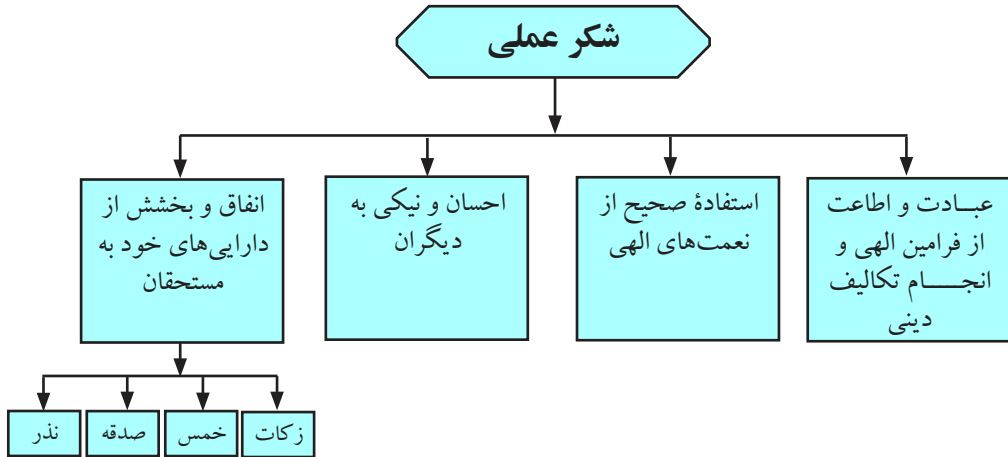 شکر عملی
عبـادت و اطاعت
از فرامین الهی و
انجـــام تکالیف
دینی
استفادۀ صحیح از
نعمت‌های الهی
احسان و نیکی به
دیگران
انفاق و بخشش از
دارایی‌های خود به
مستحقان
زکات
خمس
صدقه
نذر